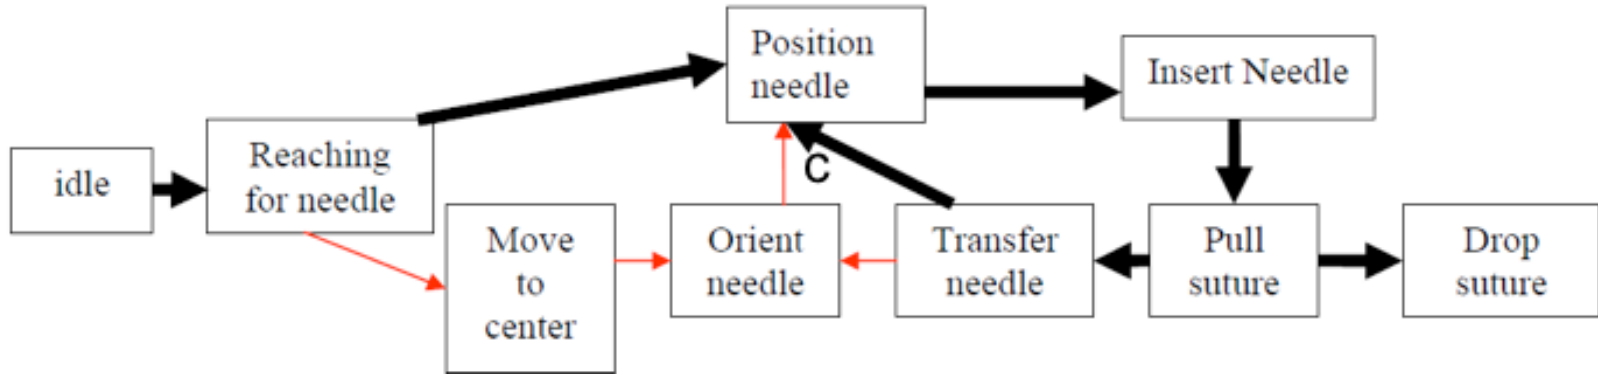 idle
Reaching
for needle
Position
needle
Insert Needle
C
Move
to
center
Orient
needle
Transfer
needle
Pull
suture
Drop
suture